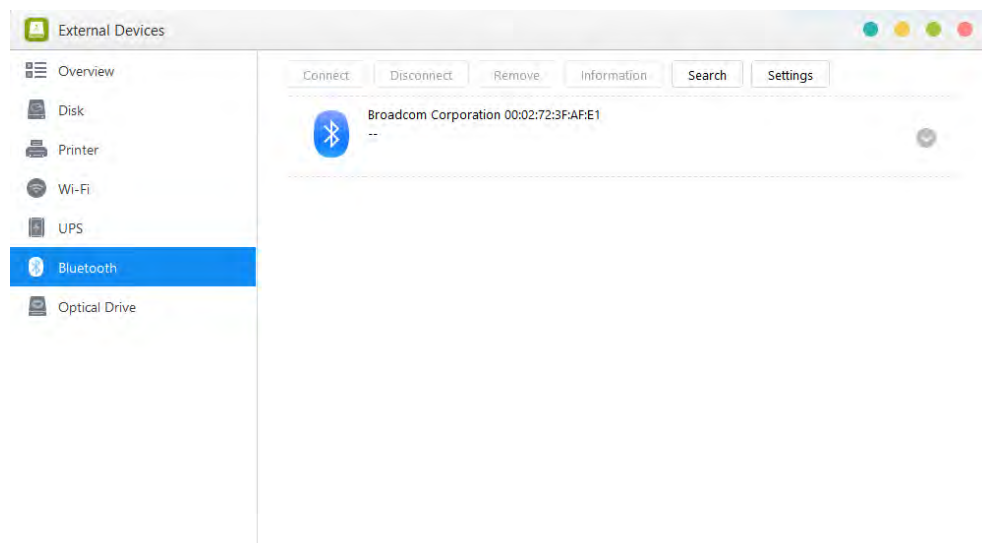 External Devices
Overview
Disk
Printer
Wi-Fi
UPS
Bluetooth
Optical Drive
Connect Disconnect Remove Information Search Settings
Broadcom Corporation 00:02:72:3F:AF:E1
--